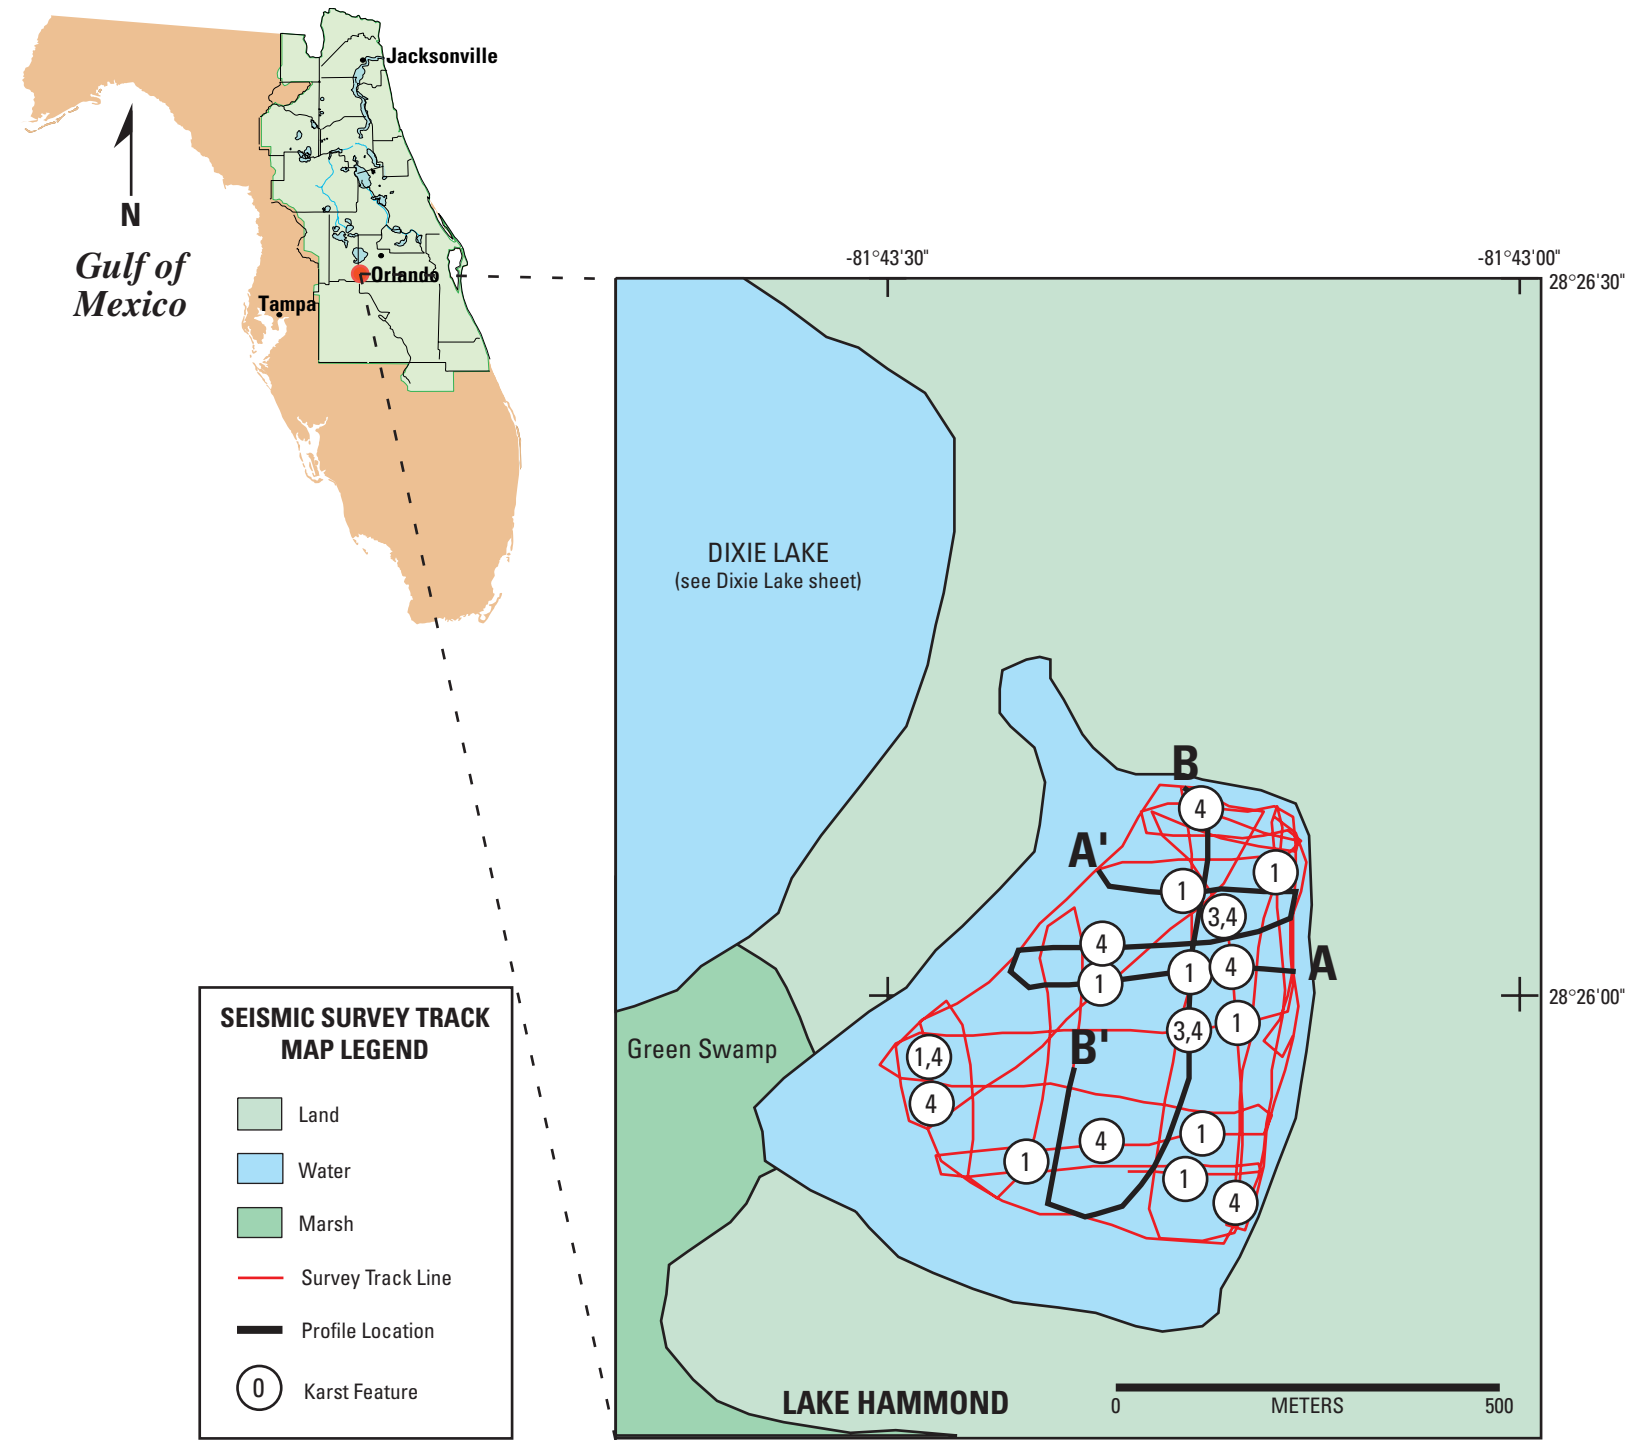 Jacksonville
N
Gulf of
Mexico
Orlando
Tampa
-81°43'30"
-81°43'00"
28°26'30"
DIXIE LAKE
(see Dixie Lake sheet)
B
4
A'
1
1
3,4
4
A
1
1
4
28°26'00"
3,4
1
B'
Green Swamp
1,4
4
4
1
1
1
4
SEISMIC SURVEY TRACK
MAP LEGEND
Land
Water
Marsh
Survey Track Line
Profile Location
0
Karst Feature
LAKE HAMMOND
0
METERS
500